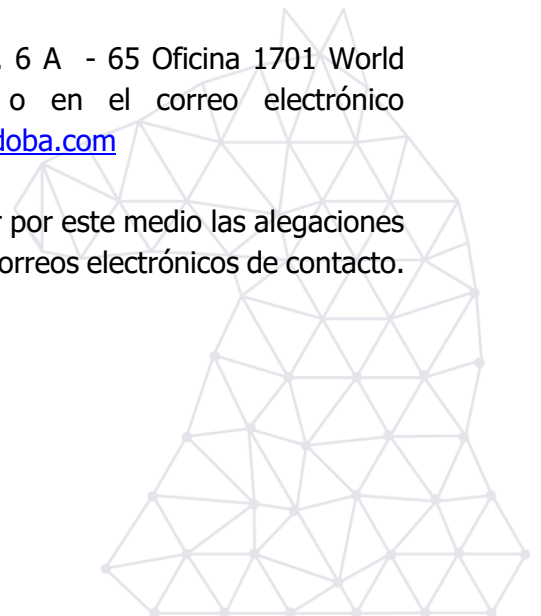 6 A - 65 Oficina 1701 World
o en el correo electrónico
doba.com
por este medio las alegaciones
correos electrónicos de contacto.